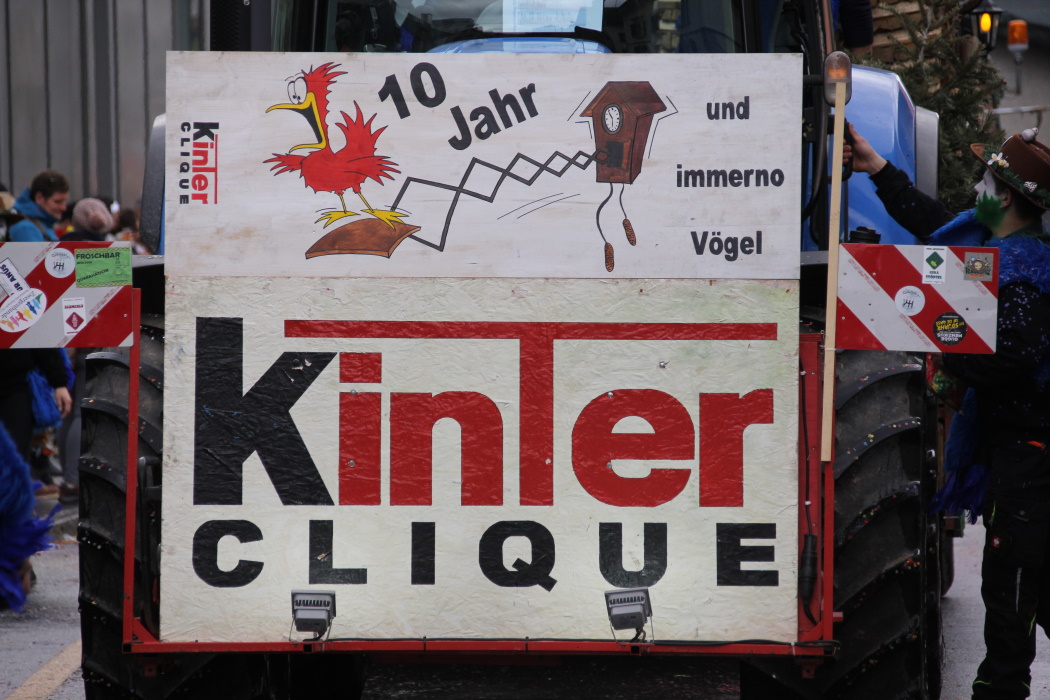 10
Jahr
und
immerno
Vögel
KinTer
CLIQUE
KinTer
CLIQUE
FROSCHBAR